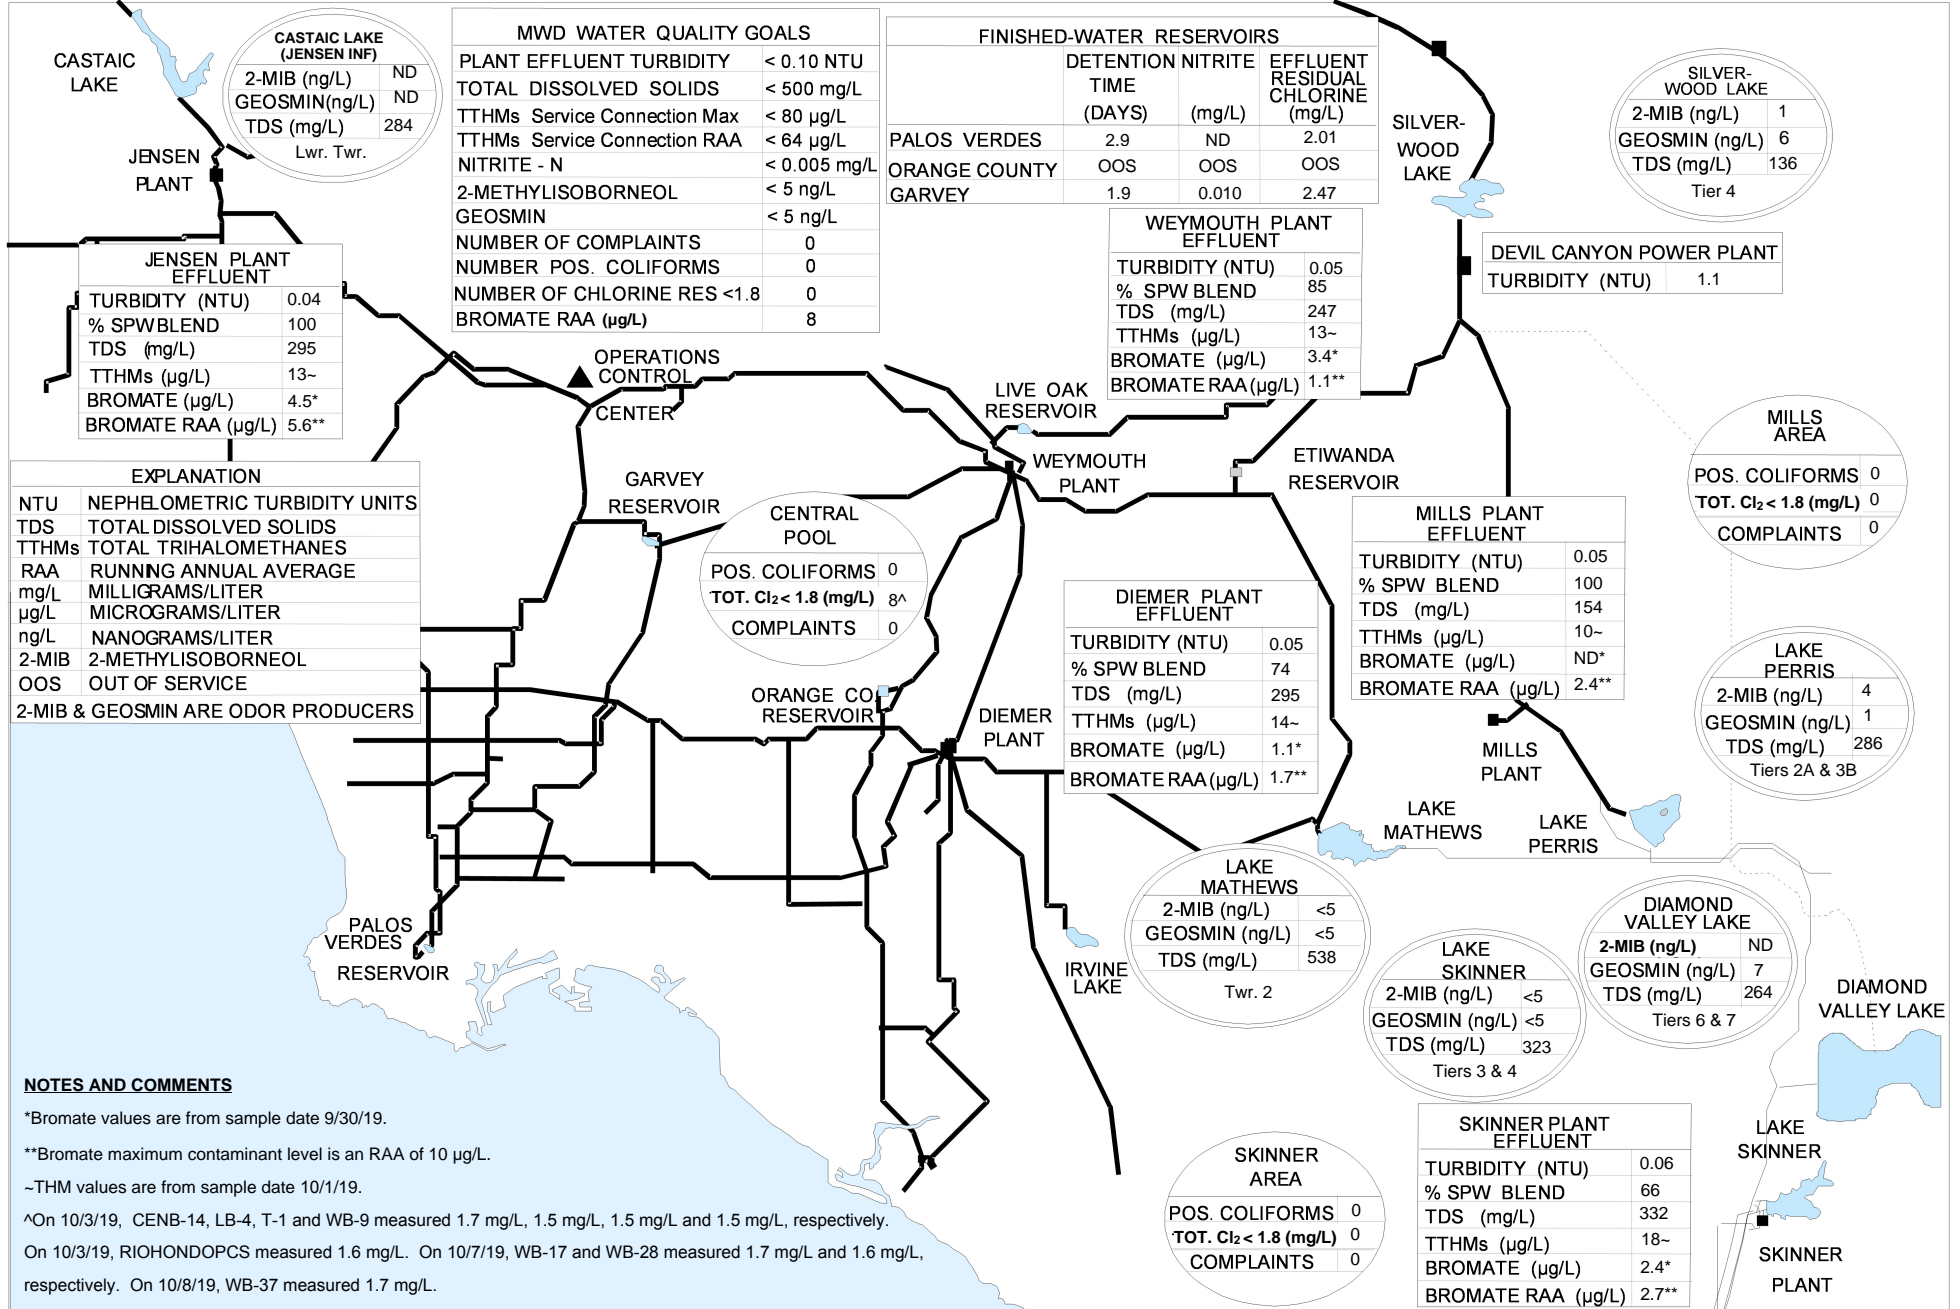 CASTAIC
LAKE
CASTAIC LAKE
(JENSEN INF)
2-MIB (ng/L) ND
GEOSMIN(ng/L) ND
TDS (mg/L) 284
Lwr. Twr.
JENSEN
PLANT
MWD WATER QUALITY GOALS
PLANT EFFLUENT TURBIDITY < 0.10 NTU
TOTAL DISSOLVED SOLIDS < 500 mg/L
TTHMs Service Connection Max < 80 µg/L
TTHMs Service Connection RAA < 64 µg/L
NITRITE - N < 0.005 mg/L
2-METHYLISOBORNEOL < 5 ng/L
GEOSMIN < 5 ng/L
NUMBER OF COMPLAINTS 0
NUMBER POS. COLIFORMS 0
NUMBER OF CHLORINE RES <1.8 0
BROMATE RAA (µg/L) 8
FINISHED-WATER RESERVOIRS
DETENTION NITRITE EFFLUENT
TIME RESIDUAL
CHLORINE
(DAYS) (mg/L) (mg/L)
PALOS VERDES 2.9 ND 2.01
ORANGE COUNTY OOS OOS OOS
GARVEY 1.9 0.010 2.47
SILVER-
WOOD
LAKE
SILVER-
WOOD LAKE
2-MIB (ng/L) 1
GEOSMIN (ng/L) 6
TDS (mg/L) 136
Tier 4
WEYMOUTH PLANT
EFFLUENT
TURBIDITY (NTU) 0.05
% SPW BLEND 85
TDS (mg/L) 247
TTHMs (µg/L) 13~
BROMATE (µg/L) 3.4*
BROMATE RAA (µg/L) 1.1**
DEVIL CANYON POWER PLANT
TURBIDITY (NTU) 1.1
JENSEN PLANT
EFFLUENT
TURBIDITY (NTU) 0.04
% SPW BLEND 100
TDS (mg/L) 295
TTHMs (µg/L) 13~
BROMATE (µg/L) 4.5*
BROMATE RAA (µg/L) 5.6**
OPERATIONS
CONTROL
CENTER
LIVE OAK
RESERVOIR
WEYMOUTH
PLANT
ETIWANDA
RESERVOIR
GARVEY
RESERVOIR
MILLS
AREA
POS. COLIFORMS 0
TOT. Cl2 < 1.8 (mg/L) 0
COMPLAINTS 0
EXPLANATION
NTU NEPHELOMETRIC TURBIDITY UNITS
TDS TOTAL DISSOLVED SOLIDS
TTHMs TOTAL TRIHALOMETHANES
RAA RUNNING ANNUAL AVERAGE
mg/L MILLIGRAMS/LITER
µg/L MICROGRAMS/LITER
ng/L NANOGRAMS/LITER
2-MIB 2-METHYLISOBORNEOL
OOS OUT OF SERVICE
2-MIB & GEOSMIN ARE ODOR PRODUCERS
CENTRAL
POOL
POS. COLIFORMS 0
TOT. Cl2 < 1.8 (mg/L) 8^
COMPLAINTS 0
MILLS PLANT
EFFLUENT
TURBIDITY (NTU) 0.05
% SPW BLEND 100
TDS (mg/L) 154
TTHMs (µg/L) 10~
BROMATE (µg/L) ND*
BROMATE RAA (µg/L) 2.4**
DIEMER PLANT
EFFLUENT
TURBIDITY (NTU) 0.05
% SPW BLEND 74
TDS (mg/L) 295
TTHMs (µg/L) 14~
BROMATE (µg/L) 1.1*
BROMATE RAA (µg/L) 1.7**
LAKE
PERRIS
2-MIB (ng/L) 4
GEOSMIN (ng/L) 1
TDS (mg/L) 286
Tiers 2A & 3B
ORANGE CO
RESERVOIR
DIEMER
PLANT
MILLS
PLANT
LAKE
MATHEWS
LAKE
PERRIS
LAKE
MATHEWS
2-MIB (ng/L) <5
GEOSMIN (ng/L) <5
TDS (mg/L) 538
Twr. 2
DIAMOND
VALLEY LAKE
2-MIB (ng/L) ND
GEOSMIN (ng/L) 7
TDS (mg/L) 264
Tiers 6 & 7
PALOS
VERDES
RESERVOIR
IRVINE
LAKE
LAKE
SKINNER
2-MIB (ng/L) <5
GEOSMIN (ng/L) <5
TDS (mg/L) 323
Tiers 3 & 4
DIAMOND
VALLEY LAKE
NOTES AND COMMENTS
*Bromate values are from sample date 9/30/19.
**Bromate maximum contaminant level is an RAA of 10 µg/L.
~THM values are from sample date 10/1/19.
^On 10/3/19, CENB-14, LB-4, T-1 and WB-9 measured 1.7 mg/L, 1.5 mg/L, 1.5 mg/L and 1.5 mg/L, respectively.
On 10/3/19, RIOHONDOPCS measured 1.6 mg/L. On 10/7/19, WB-17 and WB-28 measured 1.7 mg/L and 1.6 mg/L,
respectively. On 10/8/19, WB-37 measured 1.7 mg/L.
SKINNER
AREA
POS. COLIFORMS 0
TOT. Cl2 < 1.8 (mg/L) 0
COMPLAINTS 0
SKINNER PLANT
EFFLUENT
TURBIDITY (NTU) 0.06
% SPW BLEND 66
TDS (mg/L) 332
TTHMs (µg/L) 18~
BROMATE (µg/L) 2.4*
BROMATE RAA (µg/L) 2.7**
LAKE
SKINNER
SKINNER
PLANT